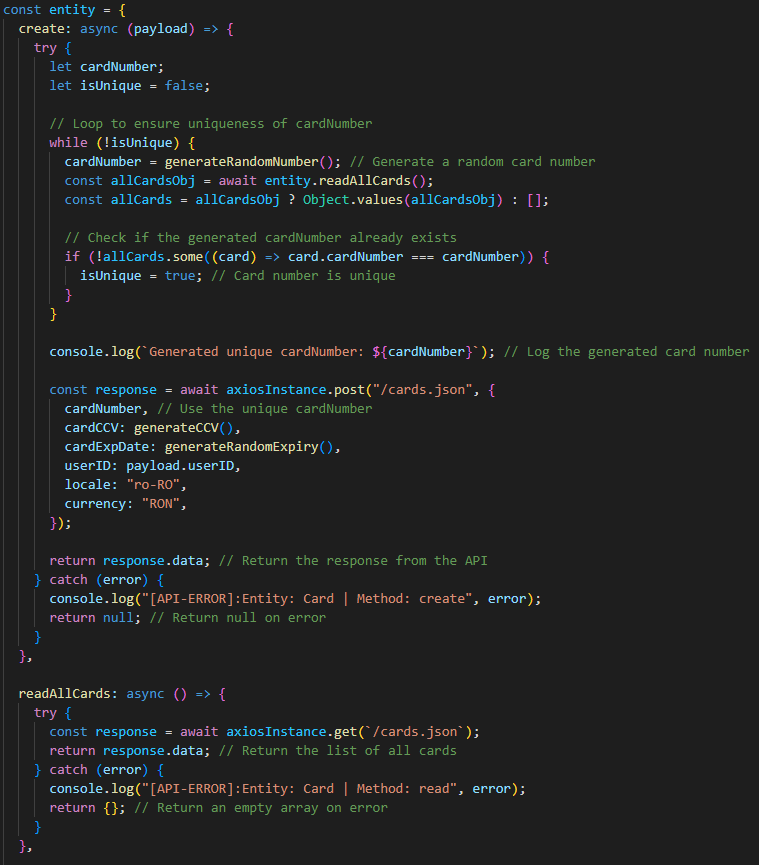 const entity = {
  create: async (payload) => {
    try {
      let cardNumber;
      let isUnique = false;

      // Loop to ensure uniqueness of cardNumber
      while (!isUnique) {
        cardNumber = generateRandomNumber(); // Generate a random card number
        const allCardsObj = await entity.readAllCards();
        const allCards = allCardsObj ? Object.values(allCardsObj) : [];

        // Check if the generated cardNumber already exists
        if (!allCards.some((card) => card.cardNumber === cardNumber)) {
          isUnique = true; // Card number is unique
        }
      }

      console.log(`Generated unique cardNumber: ${cardNumber}`); // Log the generated card number

      const response = await axiosInstance.post("/cards.json", {
        cardNumber, // Use the unique cardNumber
        cardCCV: generateCCV(),
        cardExpDate: generateRandomExpiry(),
        userID: payload.userID,
        locale: "ro-RO",
        currency: "RON",
      });

      return response.data; // Return the response from the API
    } catch (error) {
      console.log("[API-ERROR]:Entity: Card | Method: create", error);
      return null; // Return null on error
    }
  },

  readAllCards: async () => {
    try {
      const response = await axiosInstance.get(`/cards.json`);
      return response.data; // Return the list of all cards
    } catch (error) {
      console.log("[API-ERROR]:Entity: Card | Method: read", error);
      return {}; // Return an empty array on error
    }
  },